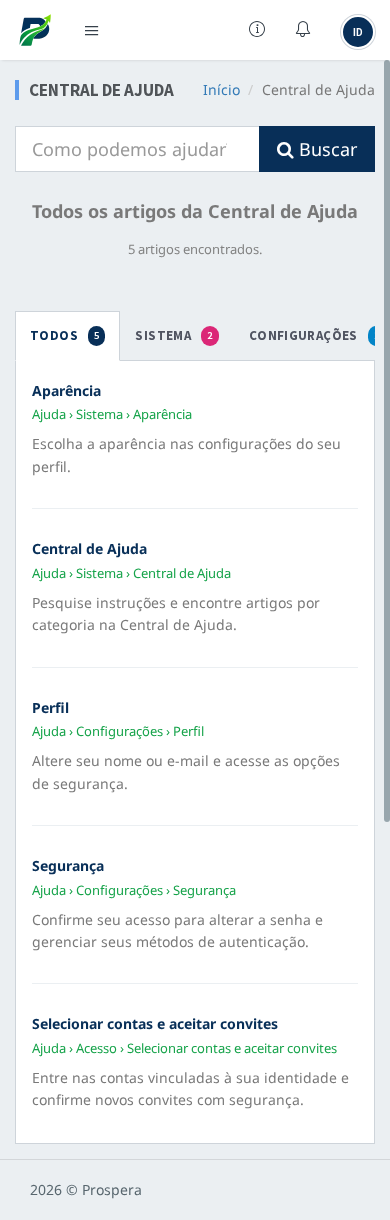 ID
CENTRAL DE AJUDA
Início / Central de Ajuda
Como podemos ajudar
Buscar
Todos os artigos da Central de Ajuda
5 artigos encontrados.
TODOS 5 SISTEMA 2 CONFIGURAÇÕES
Aparência
Ajuda › Sistema › Aparência
Escolha a aparência nas configurações do seu
perfil.
Central de Ajuda
Ajuda › Sistema › Central de Ajuda
Pesquise instruções e encontre artigos por
categoria na Central de Ajuda.
Perfil
Ajuda › Configurações › Perfil
Altere seu nome ou e-mail e acesse as opções
de segurança.
Segurança
Ajuda › Configurações › Segurança
Confirme seu acesso para alterar a senha e
gerenciar seus métodos de autenticação.
Selecionar contas e aceitar convites
Ajuda › Acesso › Selecionar contas e aceitar convites
Entre nas contas vinculadas à sua identidade e
confirme novos convites com segurança.
2026 © Prospera